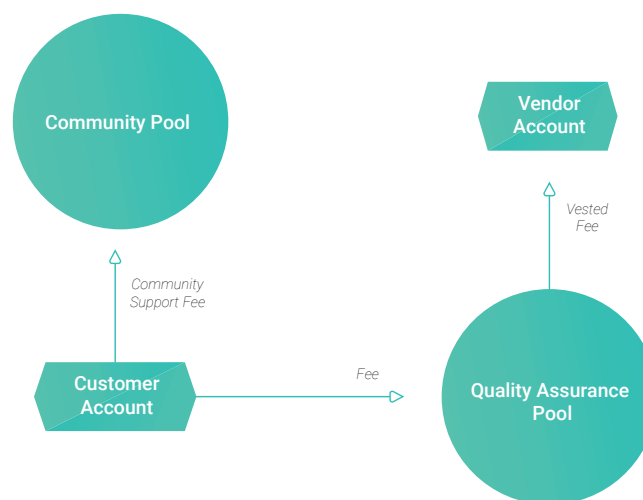 Community Pool
Vendor
Account
Vested
Fee
Community
Support Fee
Customer
Account
Fee
Quality Assurance
Pool